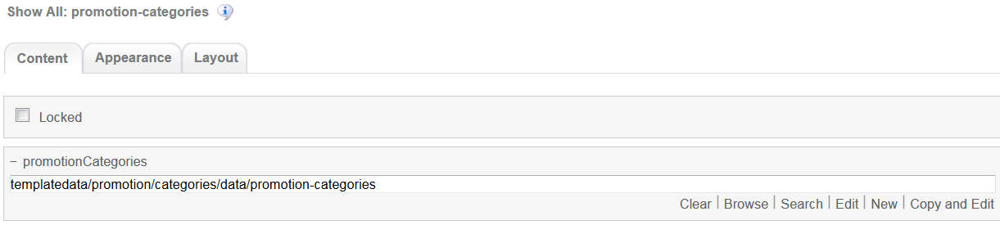 Show All: promotion-categories
Content Appearance Layout
Locked
− promotionCategories
templatedata/promotion/categories/data/promotion-categories
Clear | Browse | Search | Edit | New | Copy and Edit